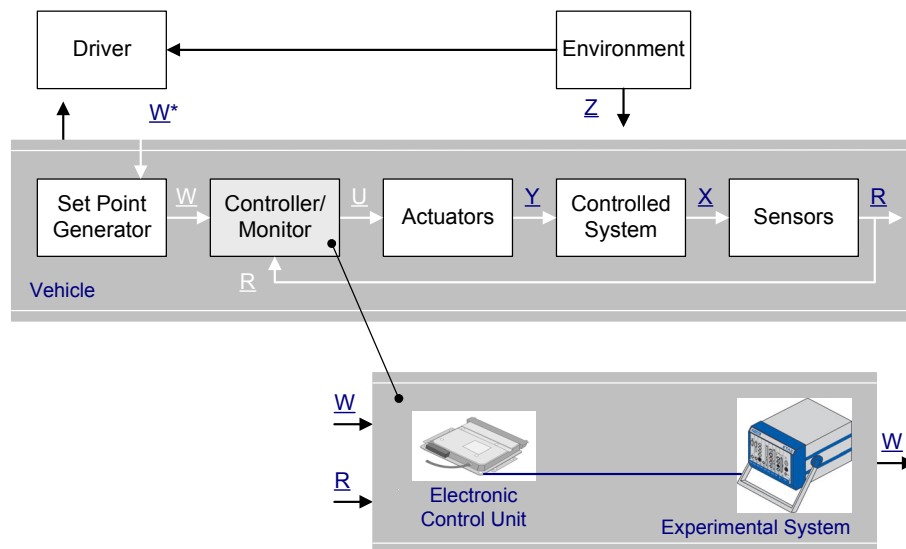 Driver
Environment
W*
Z
Set Point
Generator
W
Controller/
Monitor
U
Actuators
Y
Controlled
System
X
Sensors
R
R
Vehicle
W
R
Electronic
Control Unit
Experimental System
W